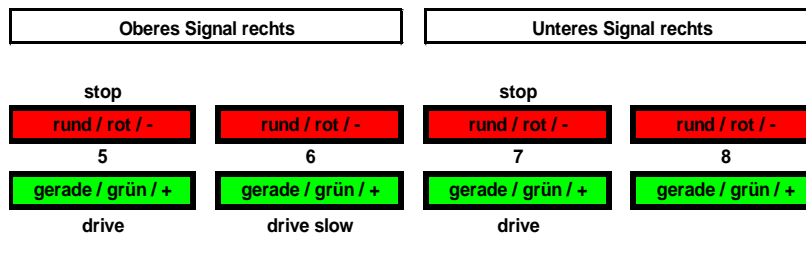 Oberes Signal rechts Unteres Signal rechts
stop stop
rund / rot / - rund / rot / - rund / rot / - rund / rot / -
5 6 7 8
gerade / grün / + gerade / grün / + gerade / grün / + gerade / grün / +
drive drive slow drive